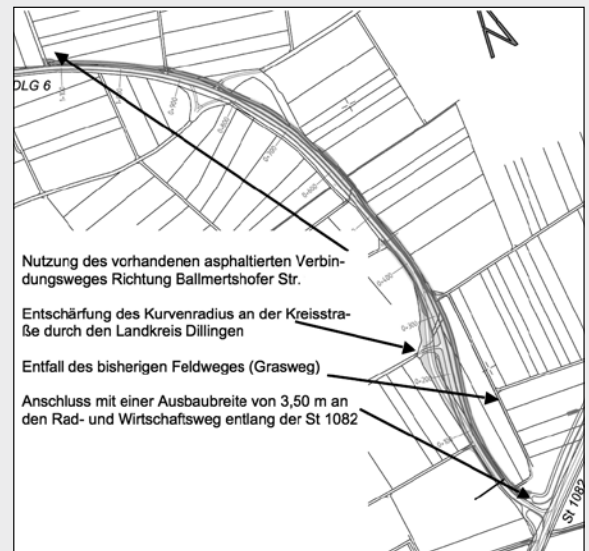 N
DLG 6
Nutzung des vorhandenen asphaltierten Verbin-
dungsweges Richtung Ballmertshofer Str.
Entschärfung des Kurvenradius an der Kreisstra-
ße durch den Landkreis Dillingen
Entfall des bisherigen Feldweges (Grasweg)
Anschluss mit einer Ausbaubreite von 3,50 m an
den Rad- und Wirtschaftsweg entlang der St 1082
St 1082